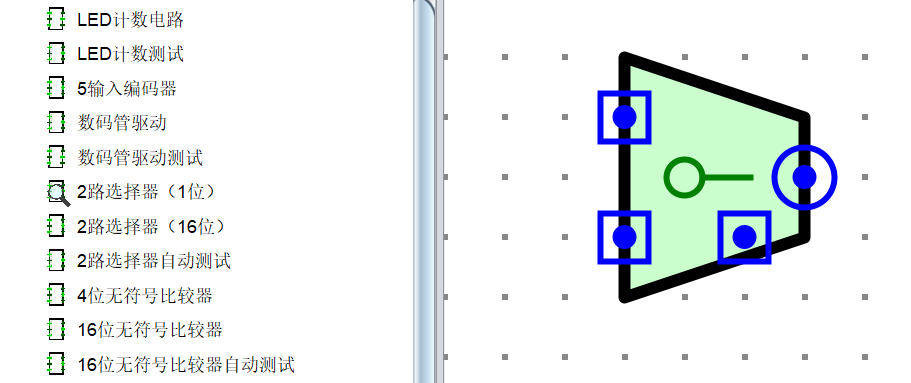 LED计数电路
LED计数测试
5输入编码器
数码管驱动
数码管驱动测试
2路选择器（1位）
2路选择器（16位）
2路选择器自动测试
4位无符号比较器
16位无符号比较器
16位无符号比较器自动测试